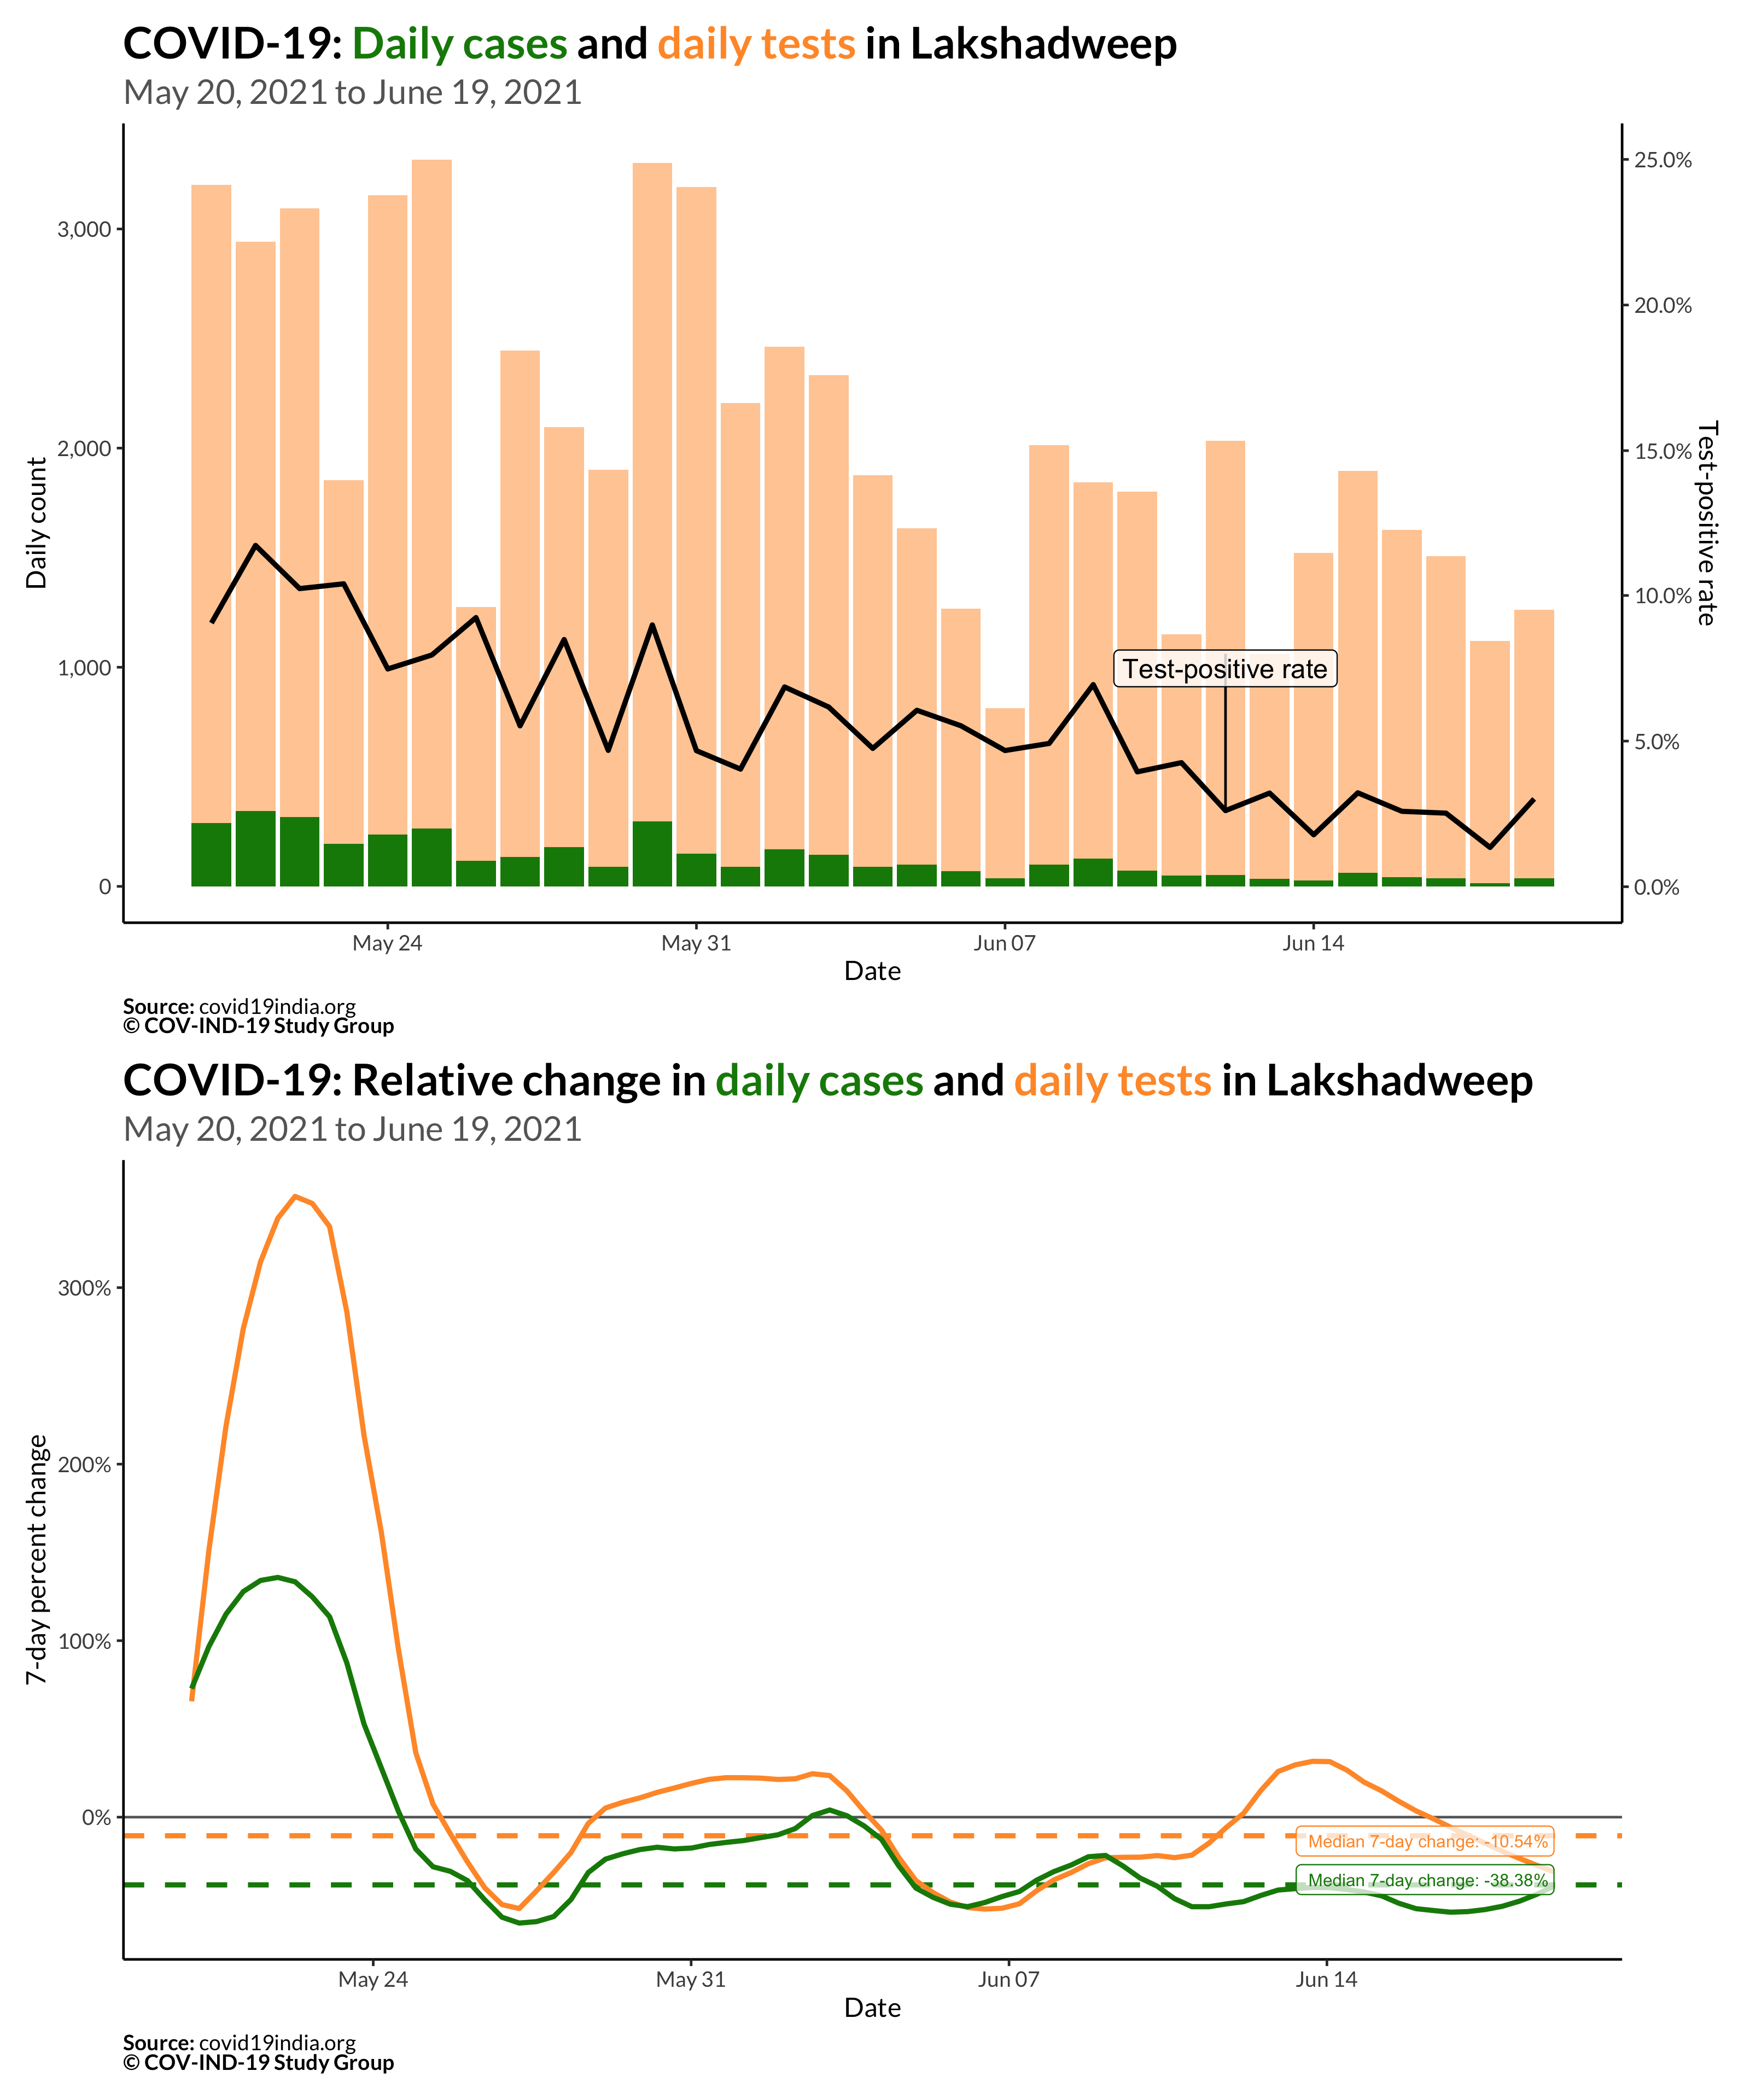 COVID-19: Daily cases and daily tests in Lakshadweep
May 20, 2021 to June 19, 2021
25.0%
3,000
20.0%
2,000
15.0%
Daily count
Test-positive rate
10.0%
1,000
Test-positive rate
5.0%
0
0.0%
May 24
May 31
Jun 07
Jun 14
Date
Source: covid19india.org
© COV-IND-19 Study Group
COVID-19: Relative change in daily cases and daily tests in Lakshadweep
May 20, 2021 to June 19, 2021
300%
200%
7-day percent change
100%
0%
Median 7-day change: -10.54%
Median 7-day change: -38.38%
May 24
May 31
Jun 07
Jun 14
Date
Source: covid19india.org
© COV-IND-19 Study Group